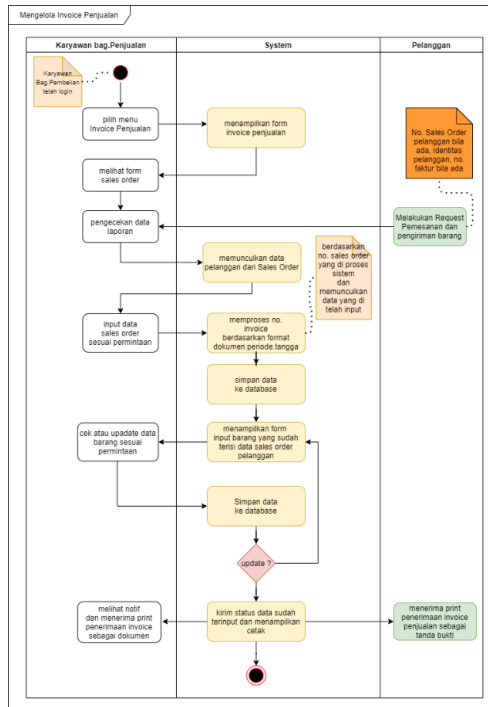 Mengelola Invoice Penjualan
Karyawan bag.Penjualan
System
Pelanggan
Karyawan
Bag.Pembelian
telah login
pilih menu
Invoice Penjualan
menampilkan form
invoice penjualan
No. Sales Order
pelanggan bila
ada, identitas
pelanggan, no.
faktur bila ada
melihat form
sales order
pengecekan data
laporan
Melakukan Request
Pemesanan dan
pengiriman barang
memunculkan data
pelanggan dari Sales Order
berdasarkan
no. sales order
yang di proses
sistem
dan
memunculkan
data yang di
telah input
input data
sales order
sesuai permintaan
memproses no.
invoice
berdasarkan format
dokumen.periode.tangga
simpan data
ke database
cek atau upadate data
barang sesuai
permintaan
menampilkan form
input barang yang sudah
terisi data sales order
pelanggan
Simpan data
ke database
update ?
melihat notif
dan menerima print
penerimaan invoice
sebagai dokumen
kirim status data sudah
terinput dan menampilkan
cetak
menerima print
penerimaan invoice
penjualan sebagai
tanda bukti